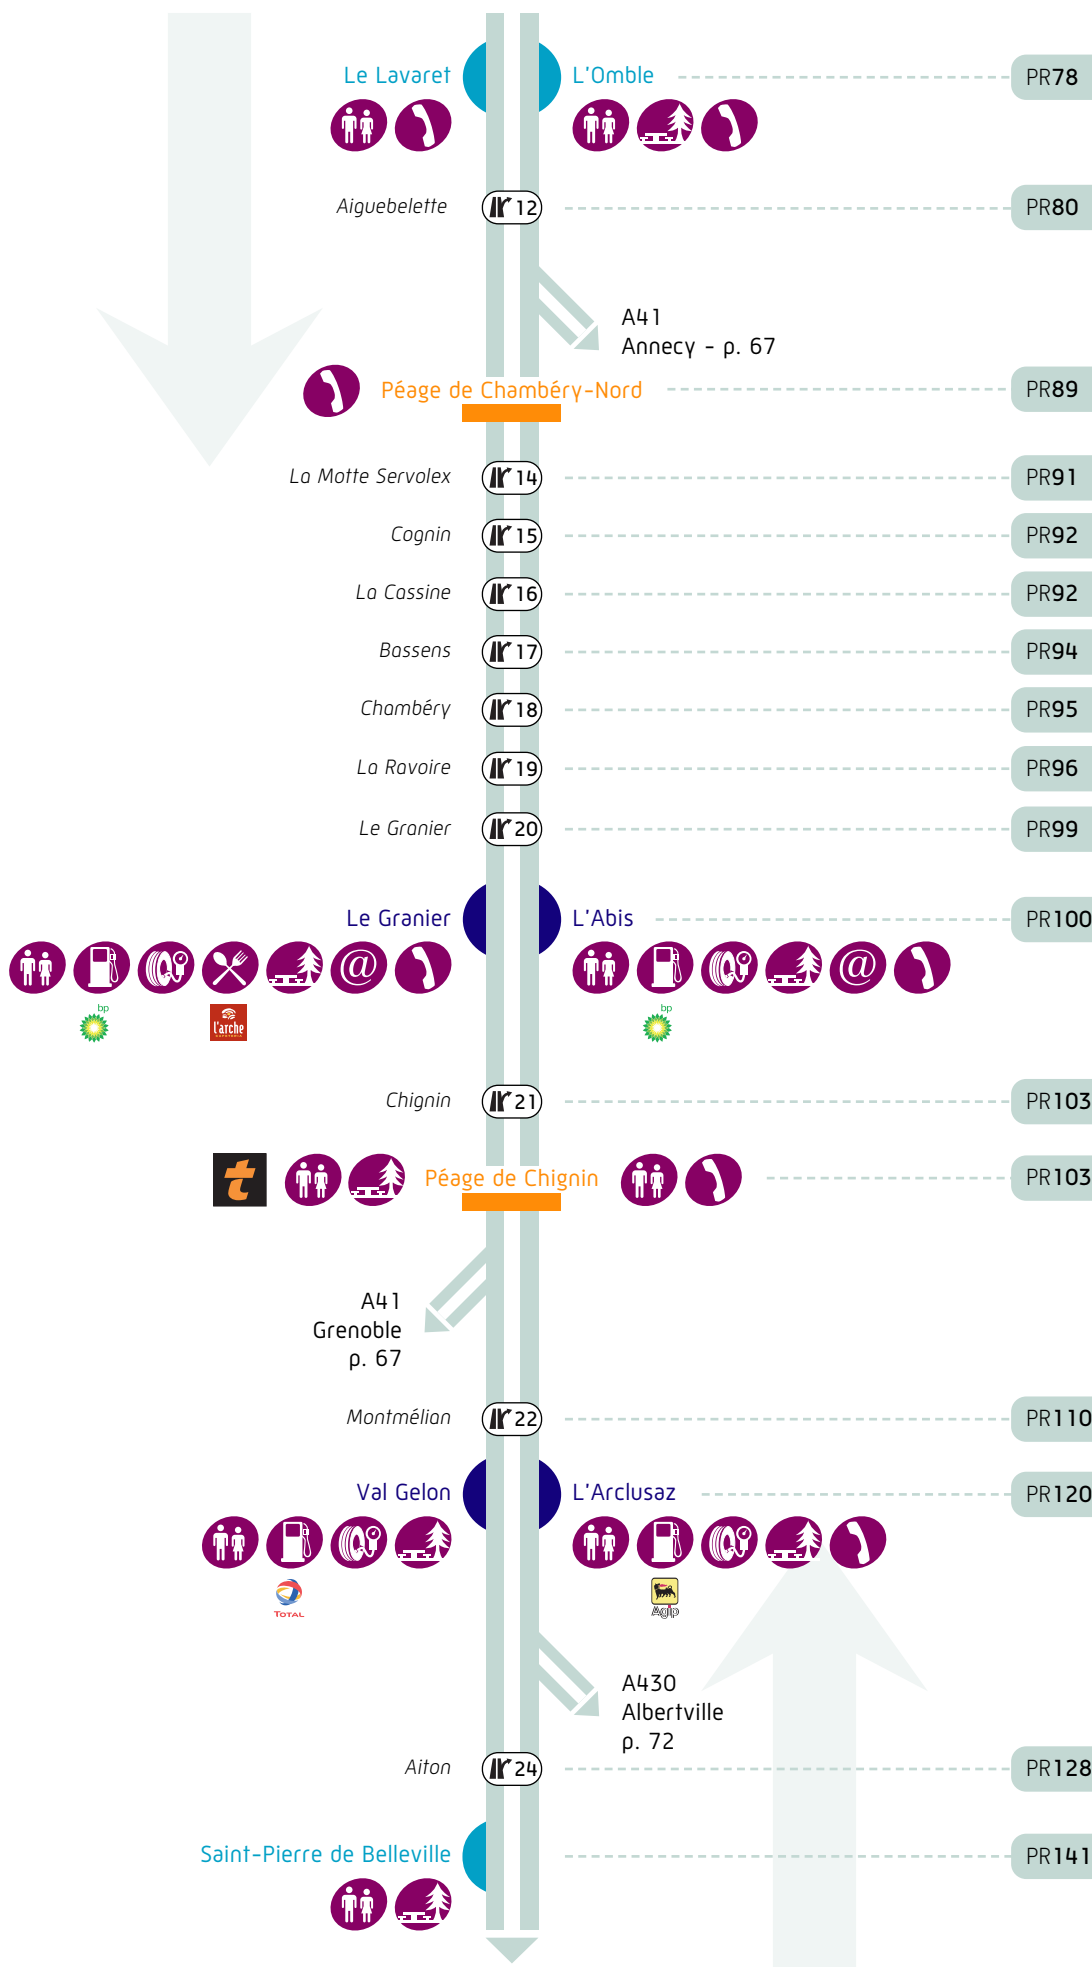 Le Lavaret L'Omble PR78
Aiguebelette 12 PR80
A41
Annecy - p. 67
Péage de Chambéry-Nord PR89
La Motte Servolex 14 PR91
Cognin 15 PR92
La Cassine 16 PR92
Bassens 17 PR94
Chambéry 18 PR95
La Ravoire 19 PR96
Le Granier 20 PR99
Le Granier L'Abis PR100
@ @
bp bp
l'arche
Chignin 21 PR103
t Péage de Chignin PR103
A41
Grenoble
p. 67
Montmélian 22 PR110
Val Gelon L'Arclusaz PR120
TOTAL Agip
A430
Albertville
p. 72
Aiton 24 PR128
Saint-Pierre de Belleville PR141